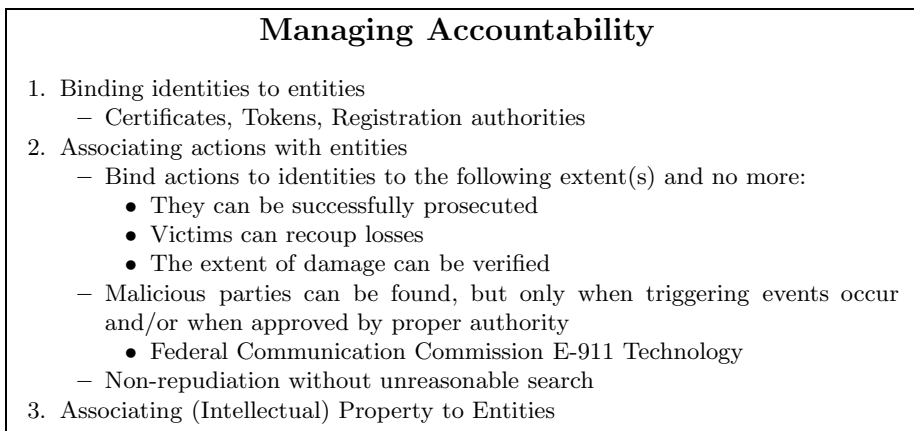 Managing Accountability
1. Binding identities to entities
– Certificates, Tokens, Registration authorities
2. Associating actions with entities
– Bind actions to identities to the following extent(s) and no more:
• They can be successfully prosecuted
• Victims can recoup losses
• The extent of damage can be verified
– Malicious parties can be found, but only when triggering events occur
and/or when approved by proper authority
• Federal Communication Commission E-911 Technology
– Non-repudiation without unreasonable search
3. Associating (Intellectual) Property to Entities